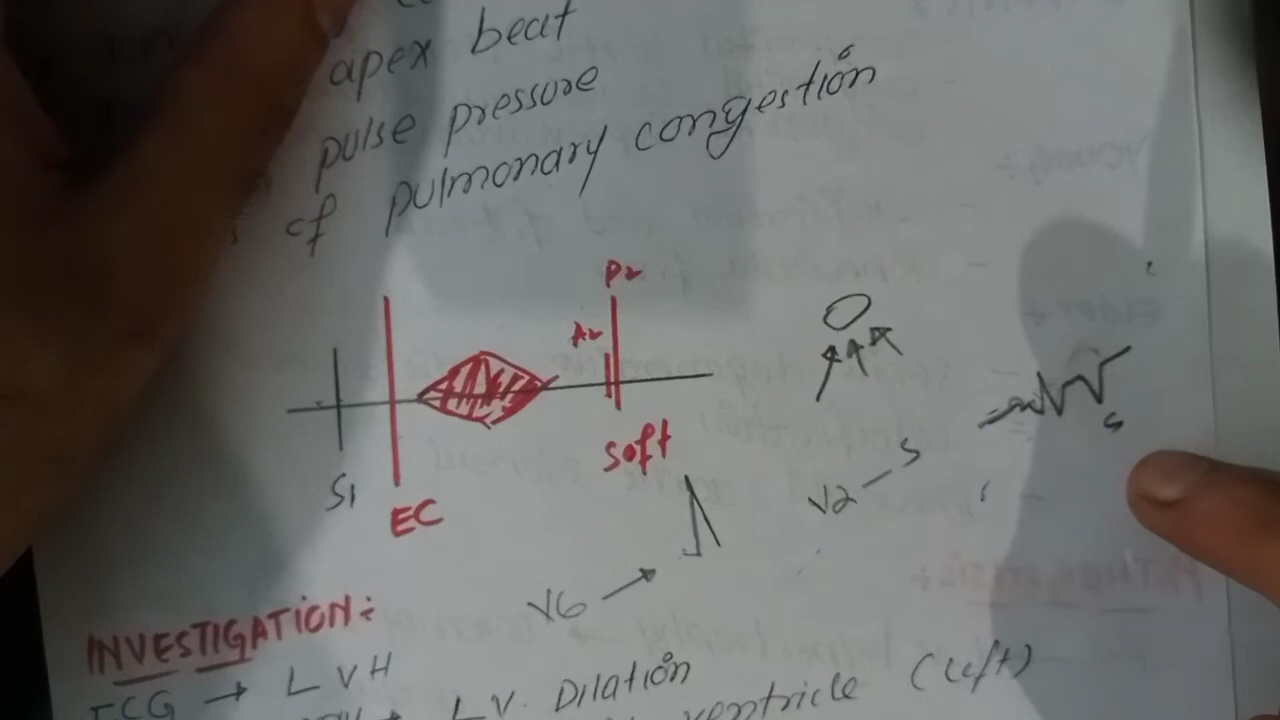 apex beat
pulse pressure
of pulmonary congestion
P2
A2
S1
EC
soft
V2 — S
S
V6 →
INVESTIGATION:
ECG → LVH
→ L V. Dilation
ventricle (left)